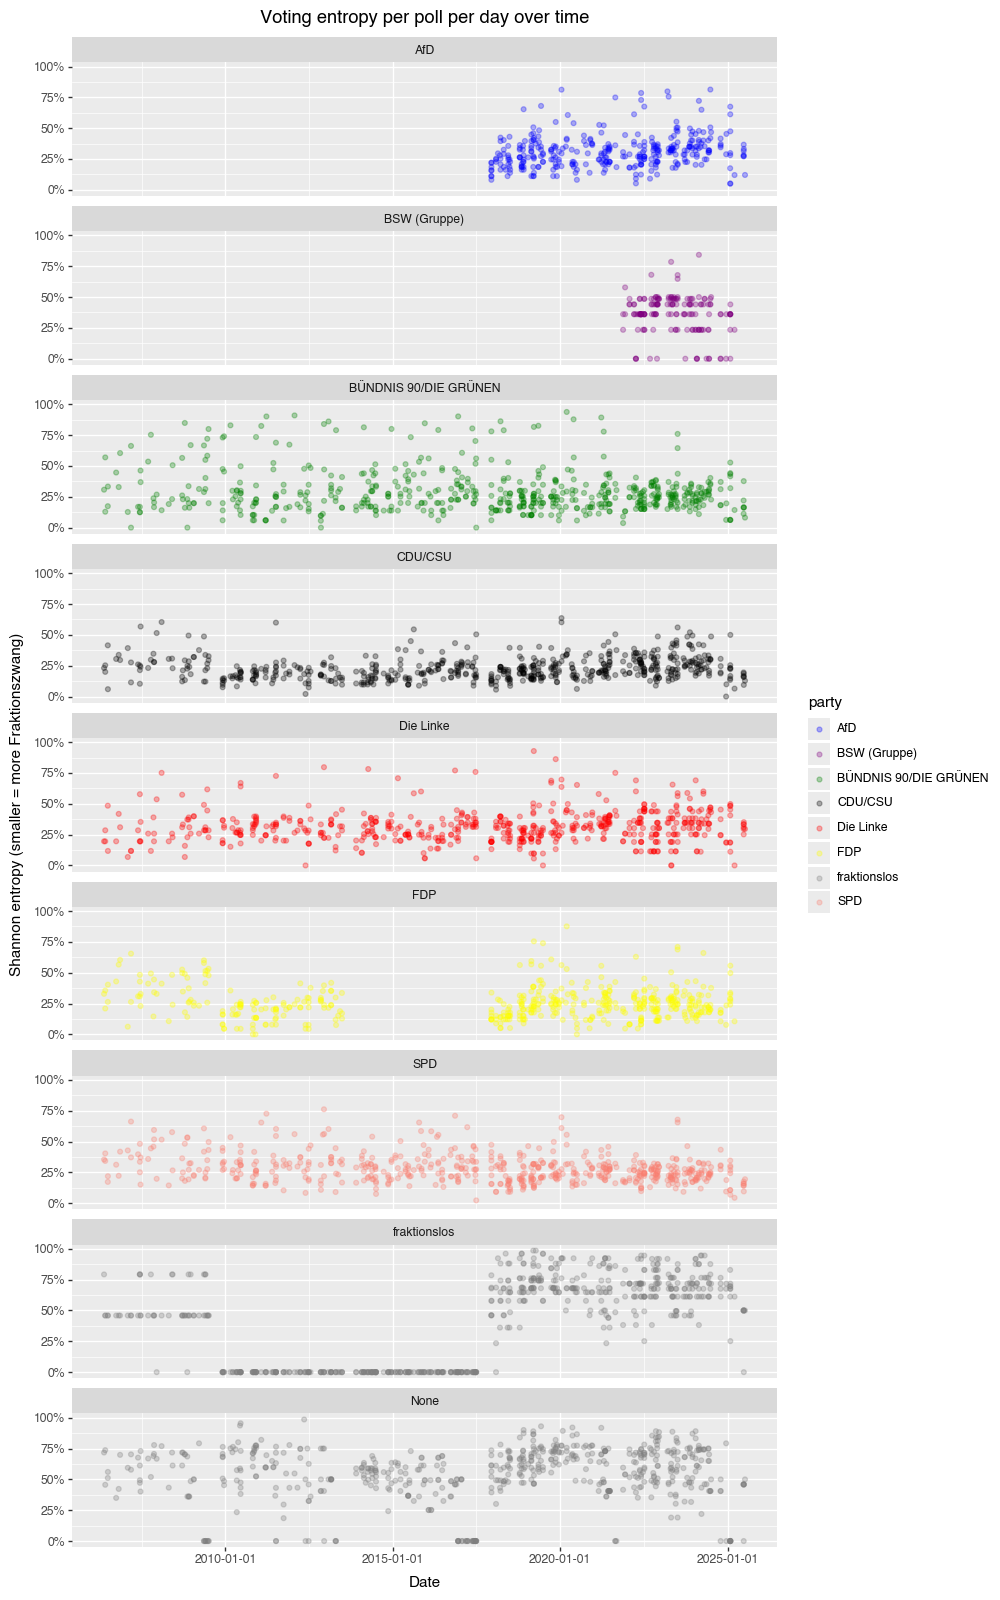 Voting entropy per poll per day over time
AfD
100%
75%
50%
25%
0%
BSW (Gruppe)
100%
75%
50%
25%
0%
BÜNDNIS 90/DIE GRÜNEN
100%
75%
50%
25%
0%
CDU/CSU
100%
75%
50%
25%
0%
Die Linke
100%
75%
50%
25%
0%
FDP
100%
75%
50%
25%
0%
SPD
100%
75%
50%
25%
0%
fraktionslos
100%
75%
50%
25%
0%
None
100%
75%
50%
25%
0%
2010-01-01
2015-01-01
2020-01-01
2025-01-01
Date
Shannon entropy (smaller = more Fraktionszwang)
party
AfD
BSW (Gruppe)
BÜNDNIS 90/DIE GRÜNEN
CDU/CSU
Die Linke
FDP
fraktionslos
SPD